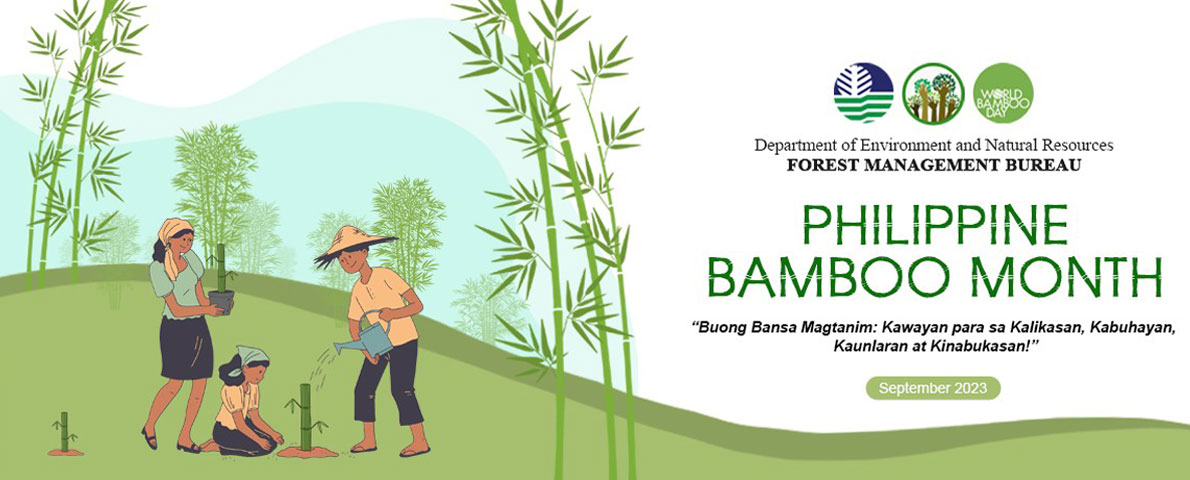 WORLD
BAMBOO
DAY
Department of Environment and Natural Resources
FOREST MANAGEMENT BUREAU
PHILIPPINE
BAMBOO MONTH
“Buong Bansa Magtanim: Kawayan para sa Kalikasan, Kabuhayan,
Kaunlaran at Kinabukasan!”
September 2023